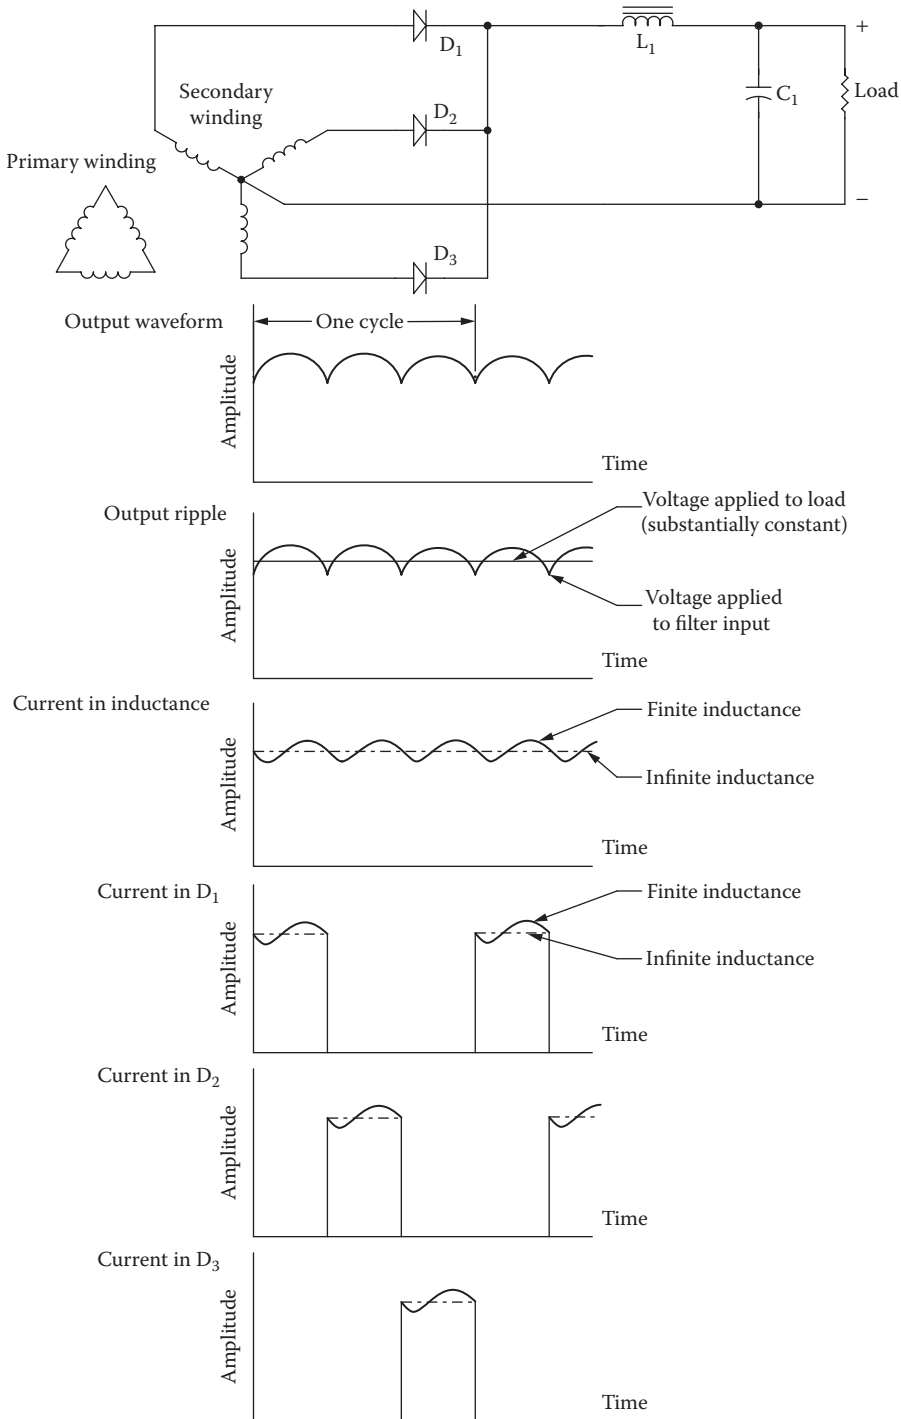 D₁
L₁
+
Secondary
winding
D₂
C₁
Load
Primary winding
−
D₃
Output waveform
One cycle
Amplitude
Time
Output ripple
Voltage applied to load
(substantially constant)
Amplitude
Voltage applied
to filter input
Time
Current in inductance
Finite inductance
Amplitude
Infinite inductance
Time
Current in D₁
Finite inductance
Amplitude
Infinite inductance
Time
Current in D₂
Amplitude
Time
Current in D₃
Amplitude
Time